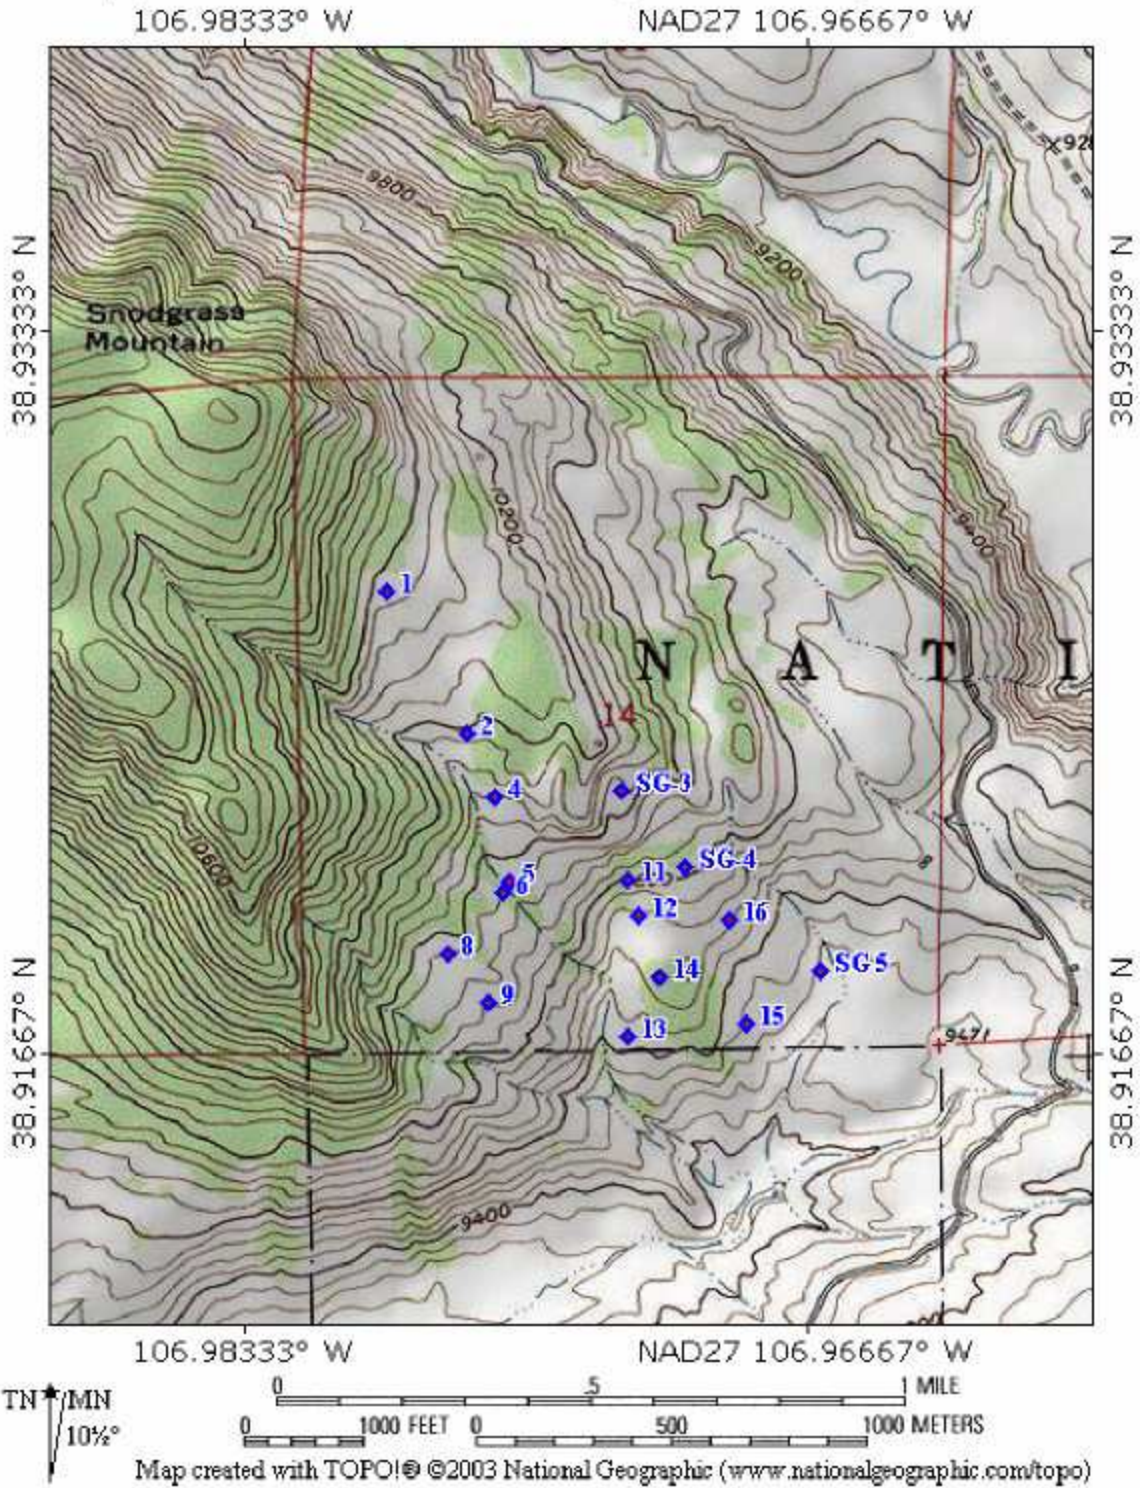 106.98333° W NAD27 106.96667° W
928
9800
9200
38.93333° N
38.93333° N
Snodgrass
Mountain
10200
9400
1
N A T I
14
2
4
SG-3
10600
8
5
6
11
SG-4
12
16
8
14
SG-5
9
15
13
9471
38.91667° N
38.91667° N
9400
106.98333° W NAD27 106.96667° W
TN MN
10½°
0 .5 1 MILE
0 1000 FEET 0 500 1000 METERS
Map created with TOPO!® ©2003 National Geographic (www.nationalgeographic.com/topo)